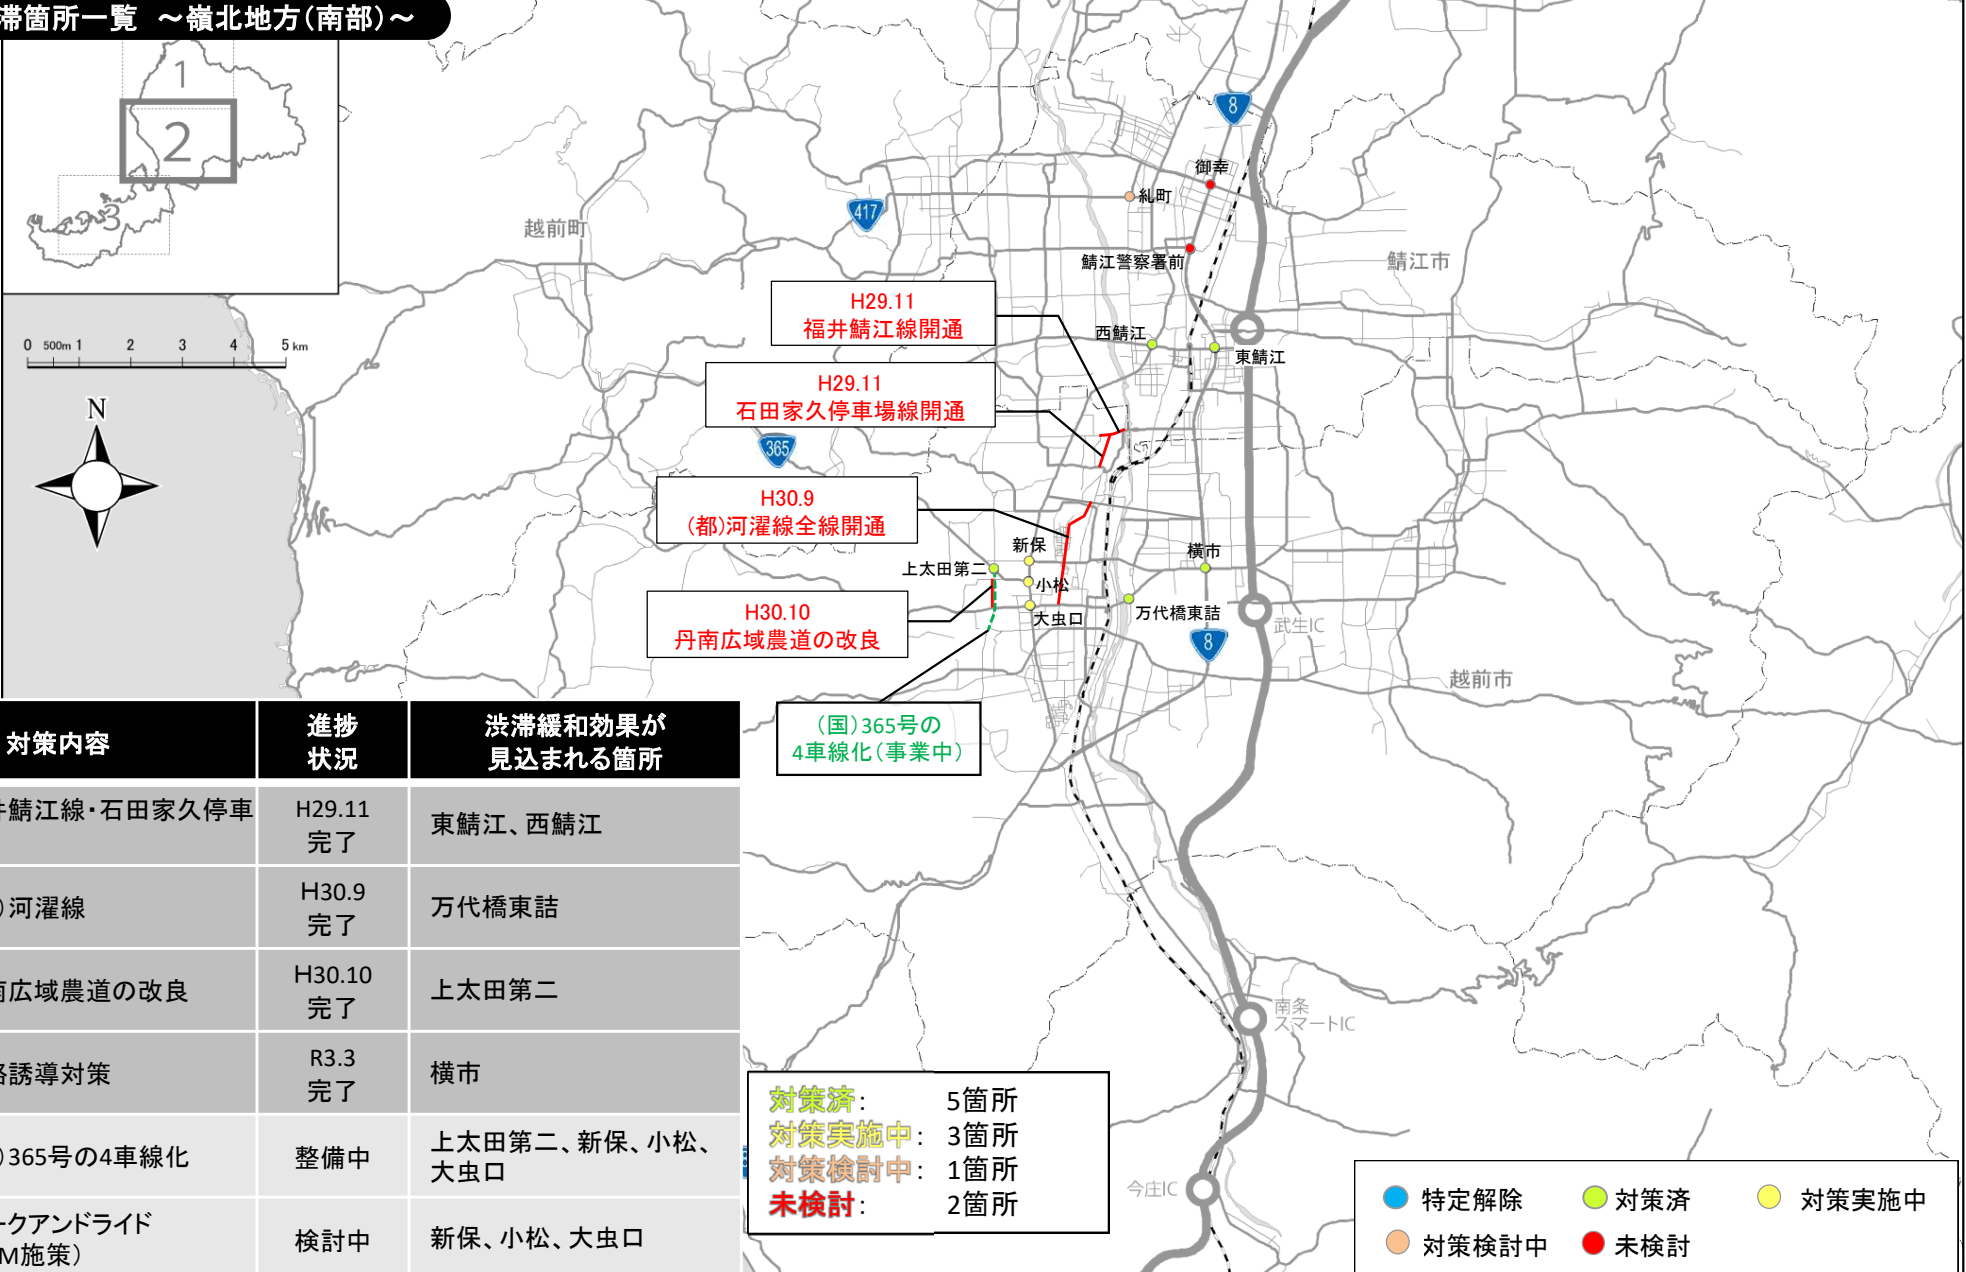 滞箇所一覧 ～嶺北地方(南部)～
1
2
3
0 500m 1 2 3 4 5 km
N
8
417
365
8
越前町
鯖江市
越前市
御幸
糺町
鯖江警察署前
西鯖江
東鯖江
H29.11
福井鯖江線開通
H29.11
石田家久停車場線開通
H30.9
(都)河濯線全線開通
H30.10
丹南広域農道の改良
(国)365号の
4車線化(事業中)
新保
上太田第二
小松
大虫口
横市
万代橋東詰
武生IC
南条
スマートIC
今庄IC
対策内容
進捗
状況
渋滞緩和効果が
見込まれる箇所
鯖江線・石田家久停車
H29.11
完了
東鯖江、西鯖江
)河濯線
H30.9
完了
万代橋東詰
広域農道の改良
H30.10
完了
上太田第二
誘導対策
R3.3
完了
横市
)365号の4車線化
整備中
上太田第二、新保、小松、
大虫口
ークアンドライド
M施策)
検討中
新保、小松、大虫口
対策済: 5箇所
対策実施中: 3箇所
対策検討中: 1箇所
未検討: 2箇所
特定解除 対策済 対策実施中
対策検討中 未検討